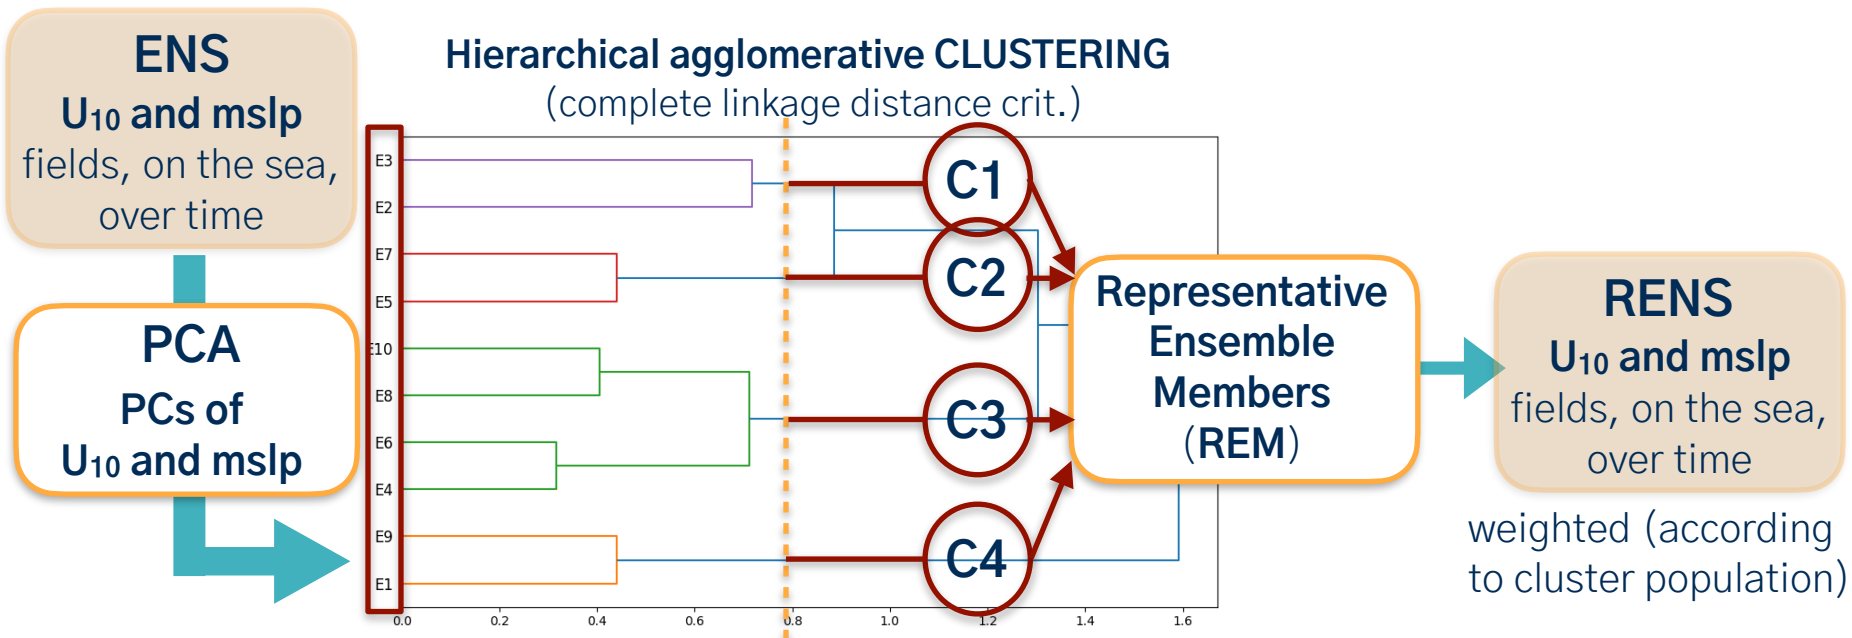 ENS
U₁₀ and mslp
fields, on the sea,
over time
PCA
PCs of
U₁₀ and mslp
Hierarchical agglomerative CLUSTERING
(complete linkage distance crit.)
E3
E2
E7
E5
E10
E8
E6
E4
E9
E1
0.0 0.2 0.4 0.6 0.8 1.0 1.2 1.4 1.6
C1
C2
C3
C4
Representative
Ensemble
Members
(REM)
RENS
U₁₀ and mslp
fields, on the sea,
over time
weighted (according
to cluster population)